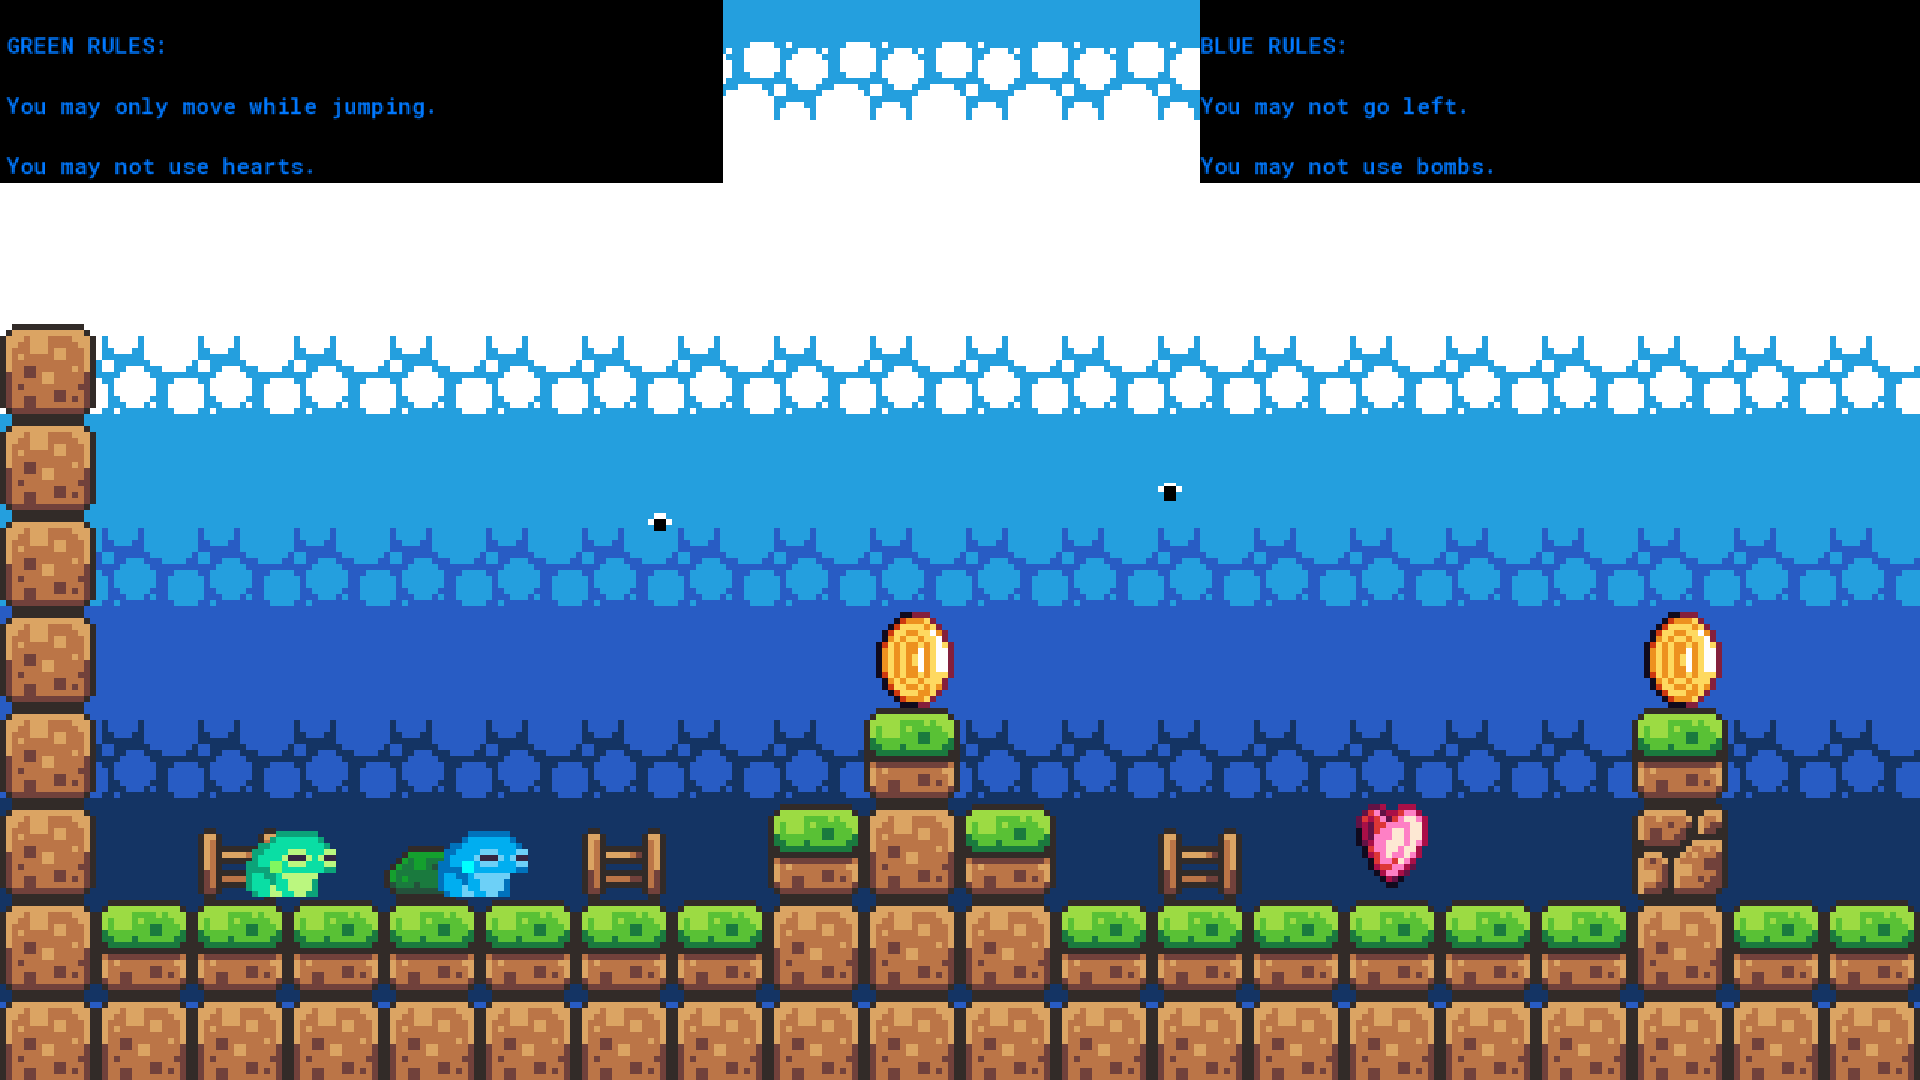 GREEN RULES:
You may only move while jumping.
You may not use hearts.
BLUE RULES:
You may not go left.
You may not use bombs.